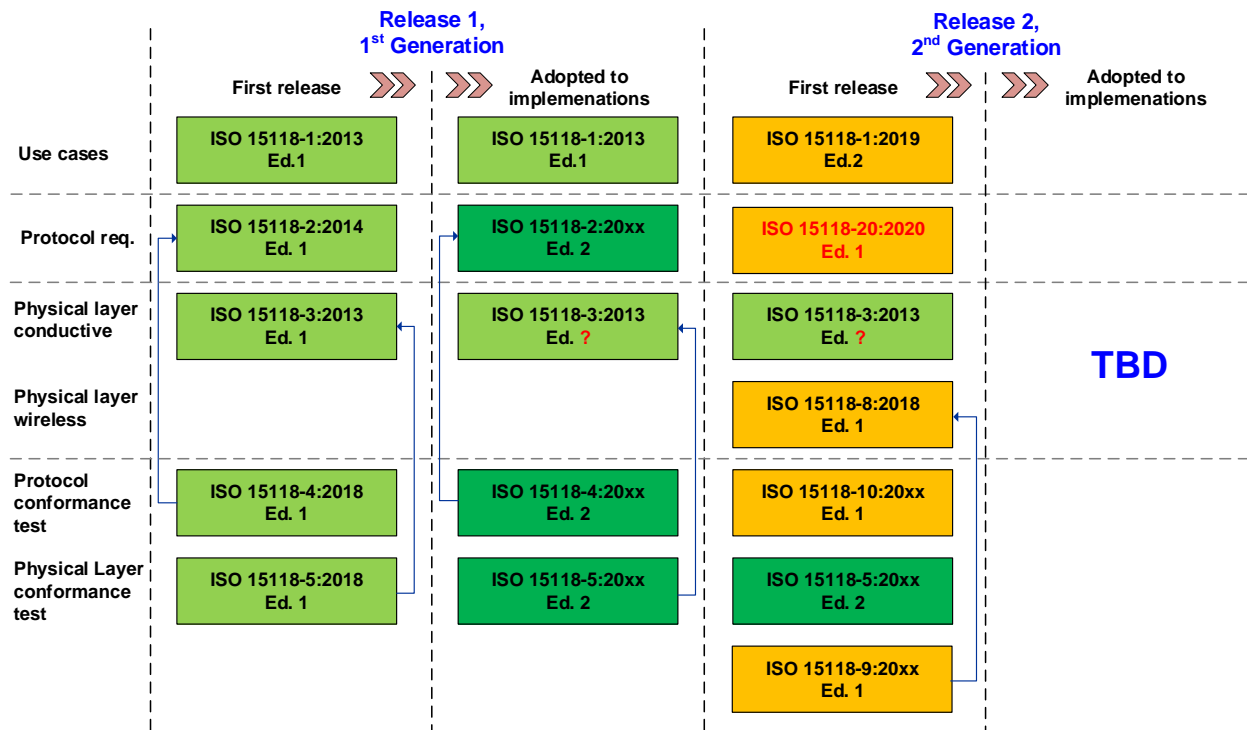 Release 1,
1st Generation
Release 2,
2nd Generation
First release
Adopted to
implemenations
First release
Adopted to
implemenations
Use cases
ISO 15118-1:2013
Ed.1
ISO 15118-1:2013
Ed.1
ISO 15118-1:2019
Ed.2
Protocol req.
ISO 15118-2:2014
Ed. 1
ISO 15118-2:20xx
Ed. 2
ISO 15118-20:2020
Ed. 1
Physical layer
conductive
ISO 15118-3:2013
Ed. 1
ISO 15118-3:2013
Ed. ?
ISO 15118-3:2013
Ed. ?
TBD
Physical layer
wireless
ISO 15118-8:2018
Ed. 1
Protocol
conformance
test
ISO 15118-4:2018
Ed. 1
ISO 15118-4:20xx
Ed. 2
ISO 15118-10:20xx
Ed. 1
Physical Layer
conformance
test
ISO 15118-5:2018
Ed. 1
ISO 15118-5:20xx
Ed. 2
ISO 15118-5:20xx
Ed. 2
ISO 15118-9:20xx
Ed. 1